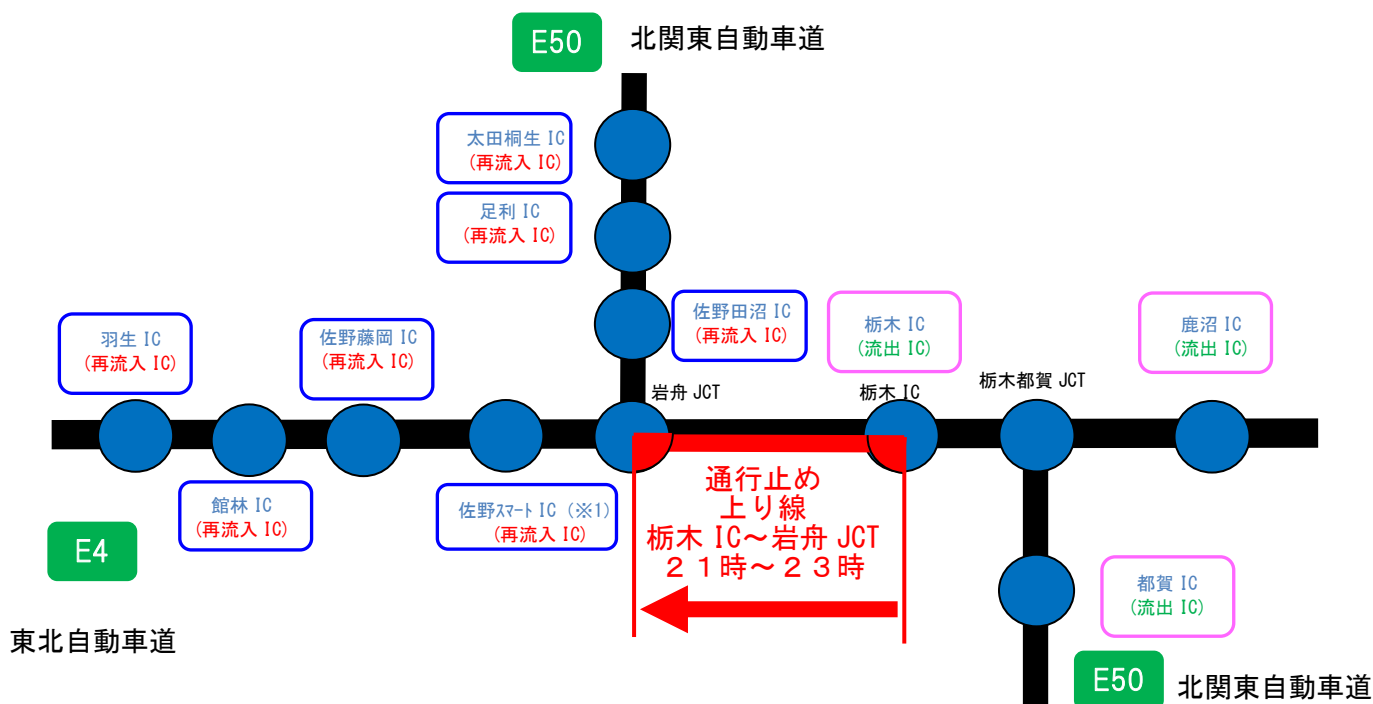 E50
北関東自動車道
太田桐生 IC
(再流入 IC)
足利 IC
(再流入 IC)
佐野田沼 IC
(再流入 IC)
栃木 IC
(流出 IC)
鹿沼 IC
(流出 IC)
羽生 IC
(再流入 IC)
佐野藤岡 IC
(再流入 IC)
岩舟 JCT
栃木 IC
栃木都賀 JCT
館林 IC
(再流入 IC)
佐野スマート IC (※1)
(再流入 IC)
通行止め
上り線
栃木 IC～岩舟 JCT
２１時～２３時
E4
東北自動車道
都賀 IC
(流出 IC)
E50
北関東自動車道